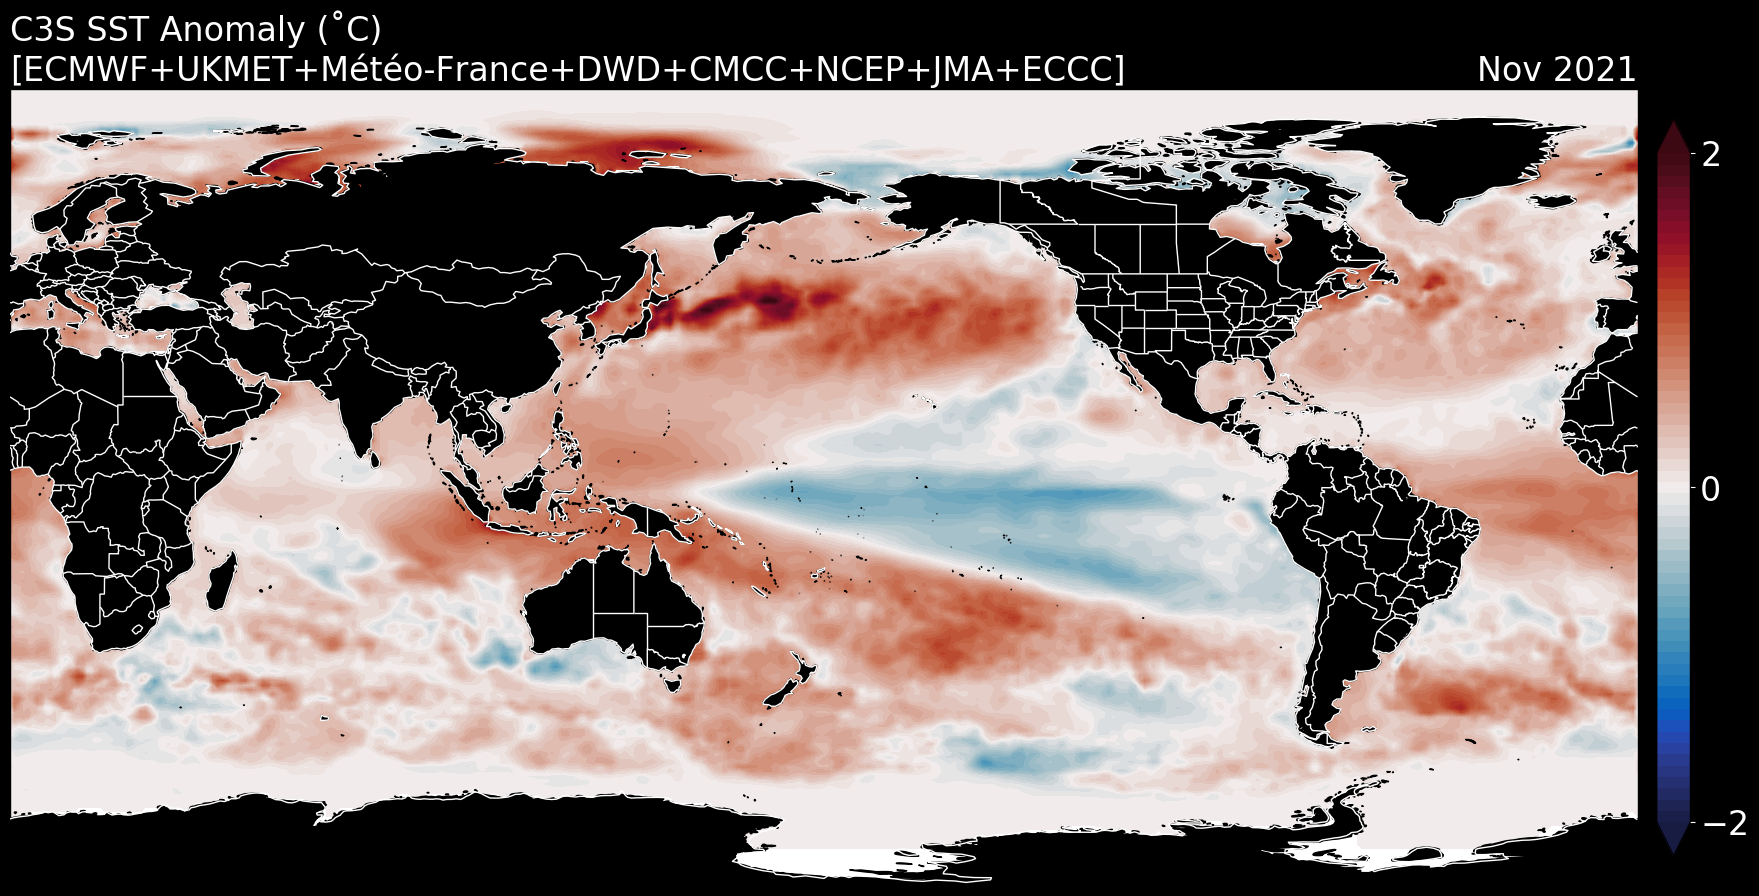 C3S SST Anomaly (˚C)
[ECMWF+UKMET+Météo-France+DWD+CMCC+NCEP+JMA+ECCC]
Nov 2021
2
0
−2